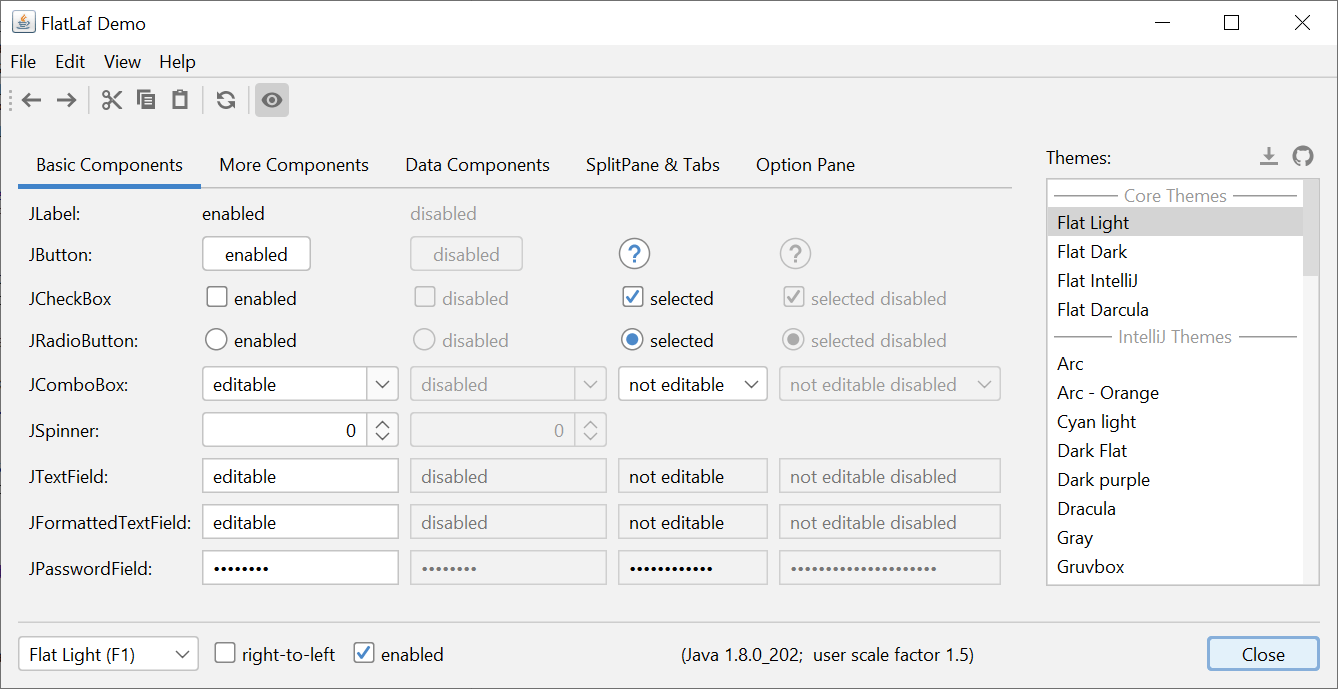 FlatLaf Demo
File Edit View Help
Basic Components More Components Data Components SplitPane & Tabs Option Pane
JLabel: enabled disabled
JButton: enabled disabled ? ?
JCheckBox enabled disabled selected selected disabled
JRadioButton: enabled disabled selected selected disabled
JComboBox: editable disabled not editable not editable disabled
JSpinner: 0 0
JTextField: editable disabled not editable not editable disabled
JFormattedTextField: editable disabled not editable not editable disabled
JPasswordField: •••••••• •••••••• •••••••••••• ••••••••••••••••••••
Themes:
Core Themes
Flat Light
Flat Dark
Flat IntelliJ
Flat Darcula
IntelliJ Themes
Arc
Arc - Orange
Cyan light
Dark Flat
Dark purple
Dracula
Gray
Gruvbox
Flat Light (F1) right-to-left enabled (Java 1.8.0_202; user scale factor 1.5) Close